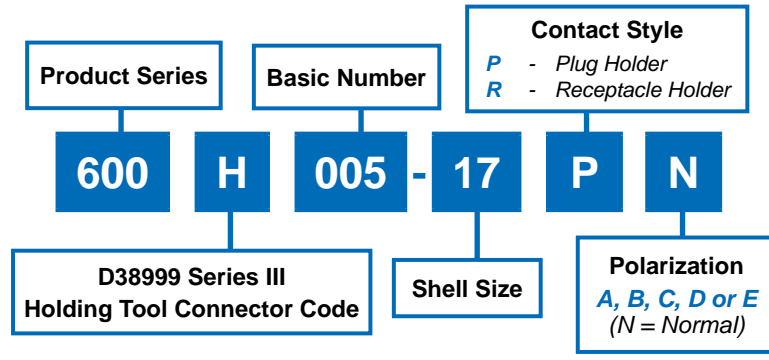 Contact Style
P - Plug Holder
R - Receptacle Holder
Product Series
Basic Number
600 H 005 - 17 P N
D38999 Series III
Holding Tool Connector Code
Shell Size
Polarization
A, B, C, D or E
(N = Normal)